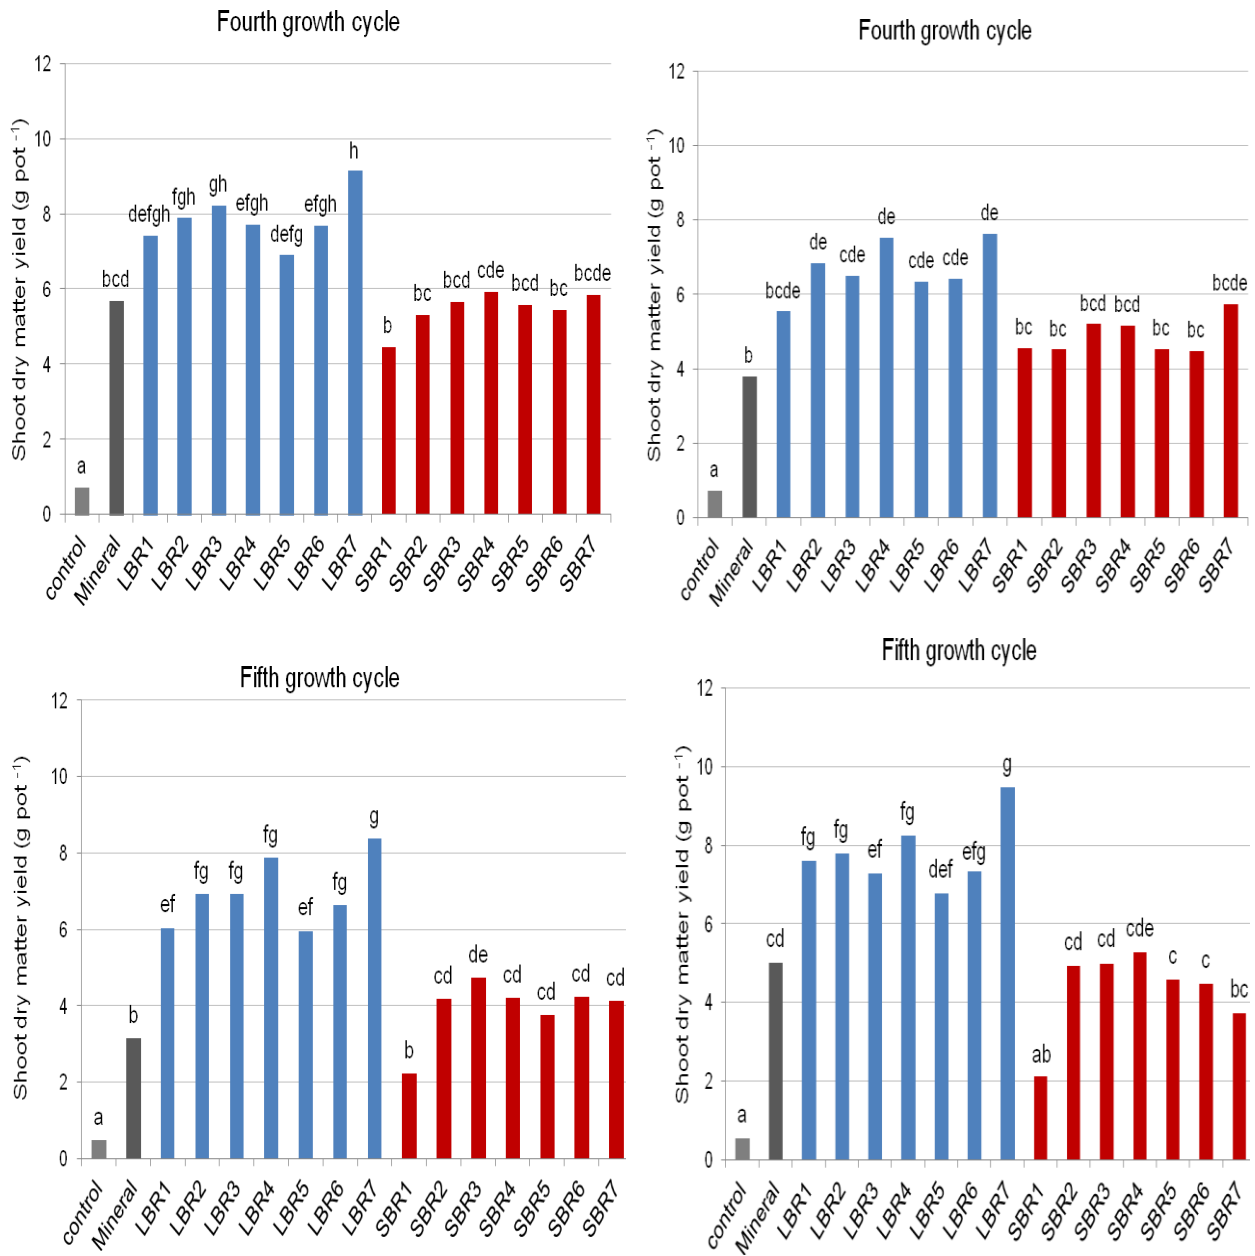 Fourth growth cycle
Shoot dry matter yield (g pot -1)
12
10
8
6
4
2
0
a
bcd
defgh
fgh
gh
efgh
defg
efgh
h
b
bc
bcd
cde
bcd
bc
bcde
control
Mineral
LBR1
LBR2
LBR3
LBR4
LBR5
LBR6
LBR7
SBR1
SBR2
SBR3
SBR4
SBR5
SBR6
SBR7
Fourth growth cycle
Shoot dry matter yield (g pot -1)
12
10
8
6
4
2
0
a
b
bcde
de
cde
de
cde
cde
de
bc
bc
bcd
bcd
bc
bc
bcde
control
Mineral
LBR1
LBR2
LBR3
LBR4
LBR5
LBR6
LBR7
SBR1
SBR2
SBR3
SBR4
SBR5
SBR6
SBR7
Fifth growth cycle
Shoot dry matter yield (g pot -1)
12
10
8
6
4
2
0
a
b
ef
fg
fg
fg
ef
fg
g
b
cd
de
cd
cd
cd
cd
control
Mineral
LBR1
LBR2
LBR3
LBR4
LBR5
LBR6
LBR7
SBR1
SBR2
SBR3
SBR4
SBR5
SBR6
SBR7
Fifth growth cycle
Shoot dry matter yield (g pot -1)
12
10
8
6
4
2
0
a
cd
fg
fg
ef
fg
def
efg
g
ab
cd
cd
cde
c
c
bc
control
Mineral
LBR1
LBR2
LBR3
LBR4
LBR5
LBR6
LBR7
SBR1
SBR2
SBR3
SBR4
SBR5
SBR6
SBR7